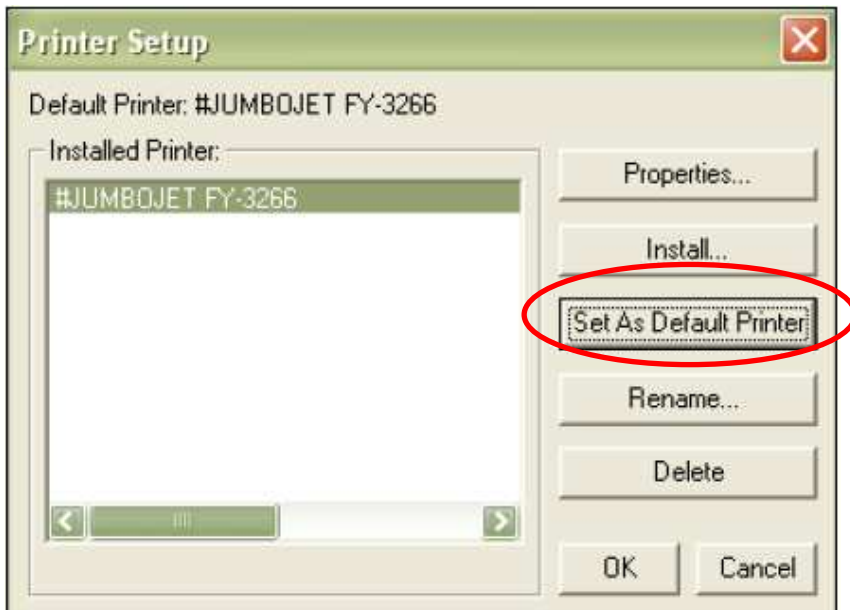 Printer Setup
Default Printer: #JUMBOJET FY-3266
Installed Printer:
#JUMBOJET FY-3266
Properties...
Install...
Set As Default Printer
Rename...
Delete
OK
Cancel